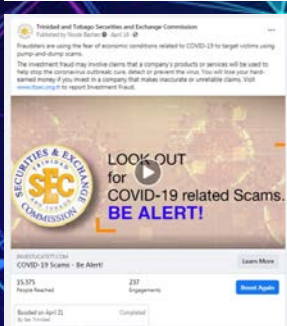 Trinidad and Tobago Securities and Exchange Commission
Published by Nicole Bachan · April 16
Fraudsters are using the fear of economic conditions related to COVID-19 to target victims using
pump-and-dump scams.
The investment fraud may involve claims that a company's products or services will be used to
help stop the coronavirus outbreak: cure, detect or prevent the virus. You will lose your hard-
earned money if you invest in a company that makes inaccurate or unreliable claims. Visit
www.ttsec.org.tt to report Investment Fraud.
SECURITIES & EXCHANGE
TRINIDAD
SEC
AND TOBAGO
COMMISSION
LOOK OUT
for
COVID-19 related Scams.
BE ALERT!
INVESTUCATETT.COM
COVID-19 Scams - Be Alert!
Learn More
15,375
People Reached
237
Engagements
Boost Again
Boosted on April 21
Completed